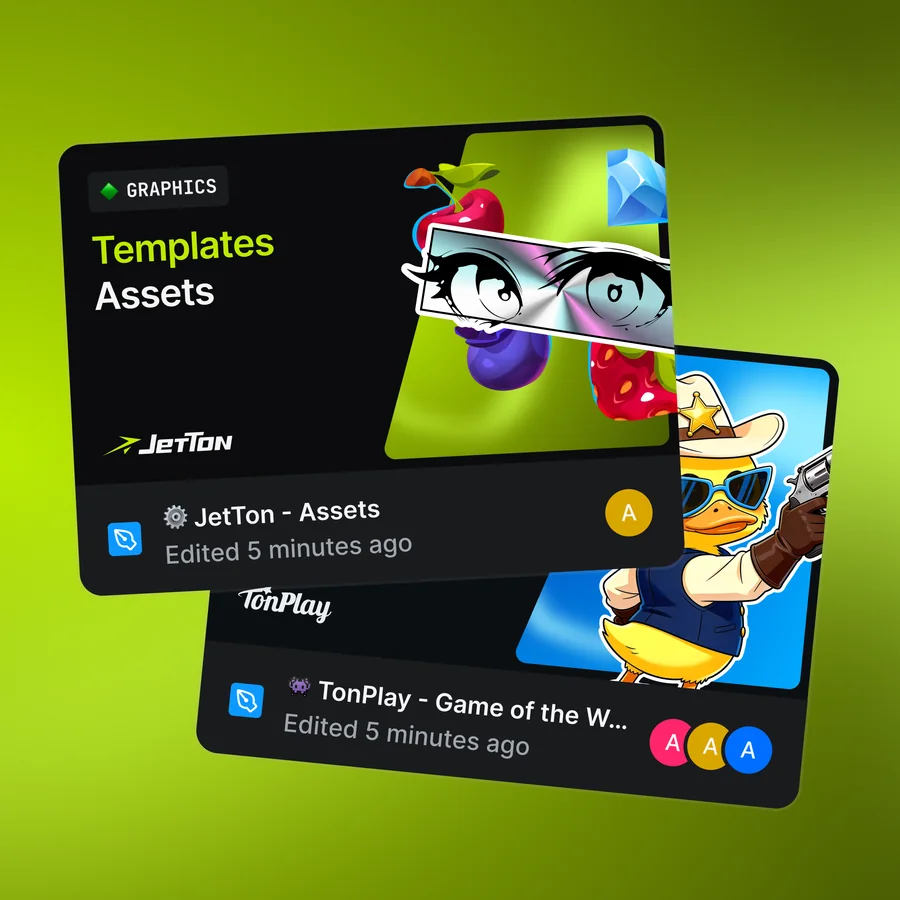 GRAPHICS
Templates
Assets
JetTon
JetTon - Assets
Edited 5 minutes ago
A
TonPlay
TonPlay - Game of the W...
Edited 5 minutes ago
A A A